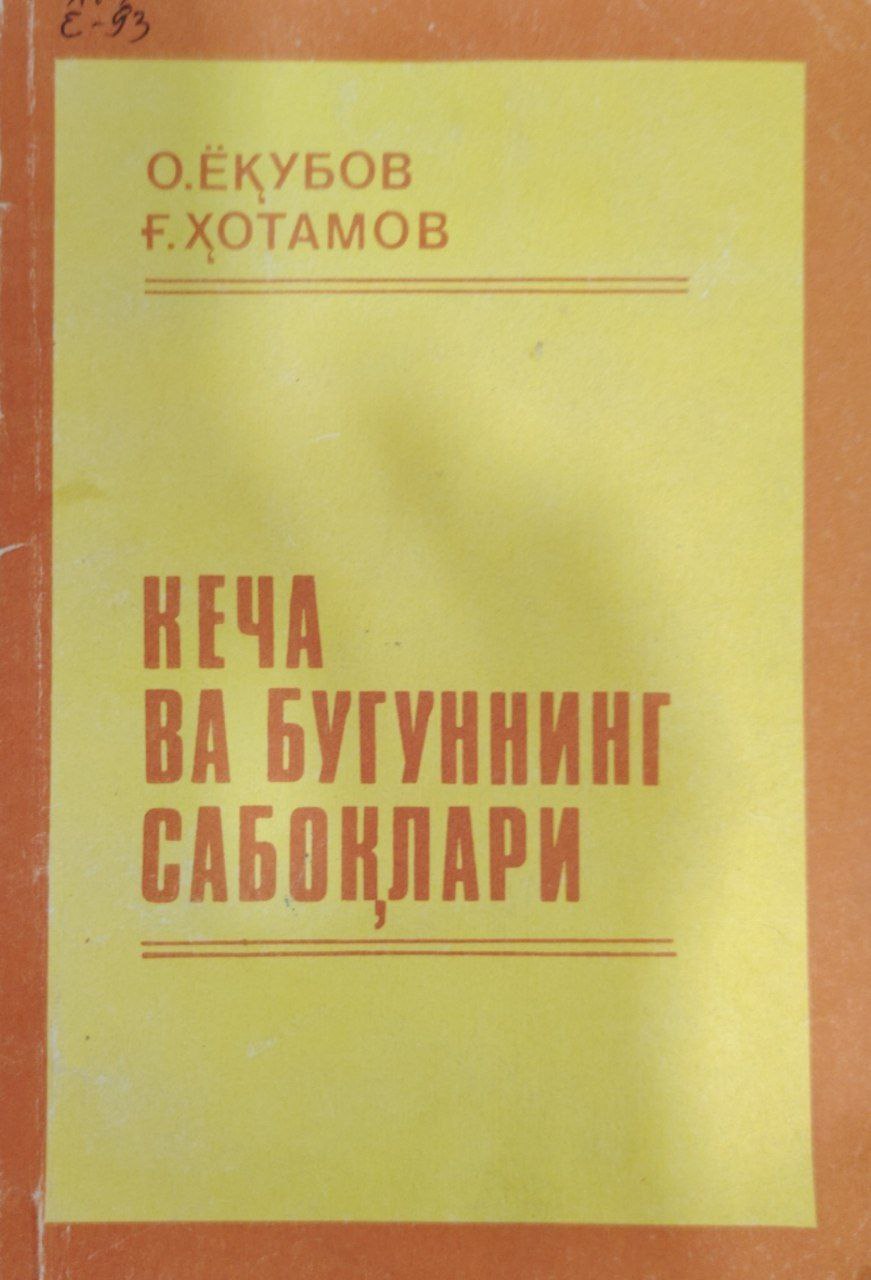 Е-93
О.ЁҚУБОВ
Ғ.ҲОТАМОВ
КЕЧА
ВА БУГУННИНГ
САБОҚЛАРИ